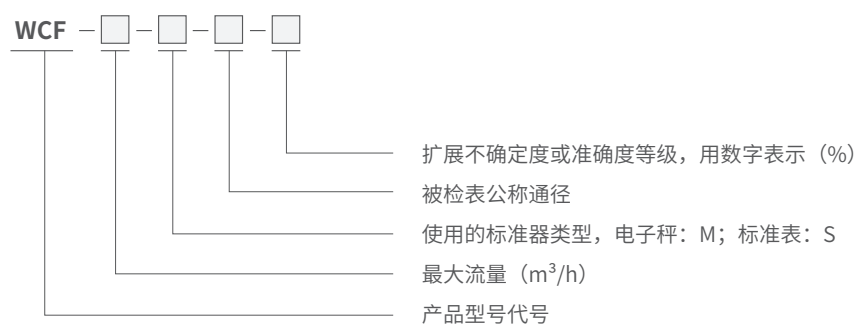 WCF – □ – □ – □ – □
扩展不确定度或准确度等级，用数字表示（%）
被检表公称通径
使用的标准器类型，电子秤：M；标准表：S
最大流量（m³/h）
产品型号代号